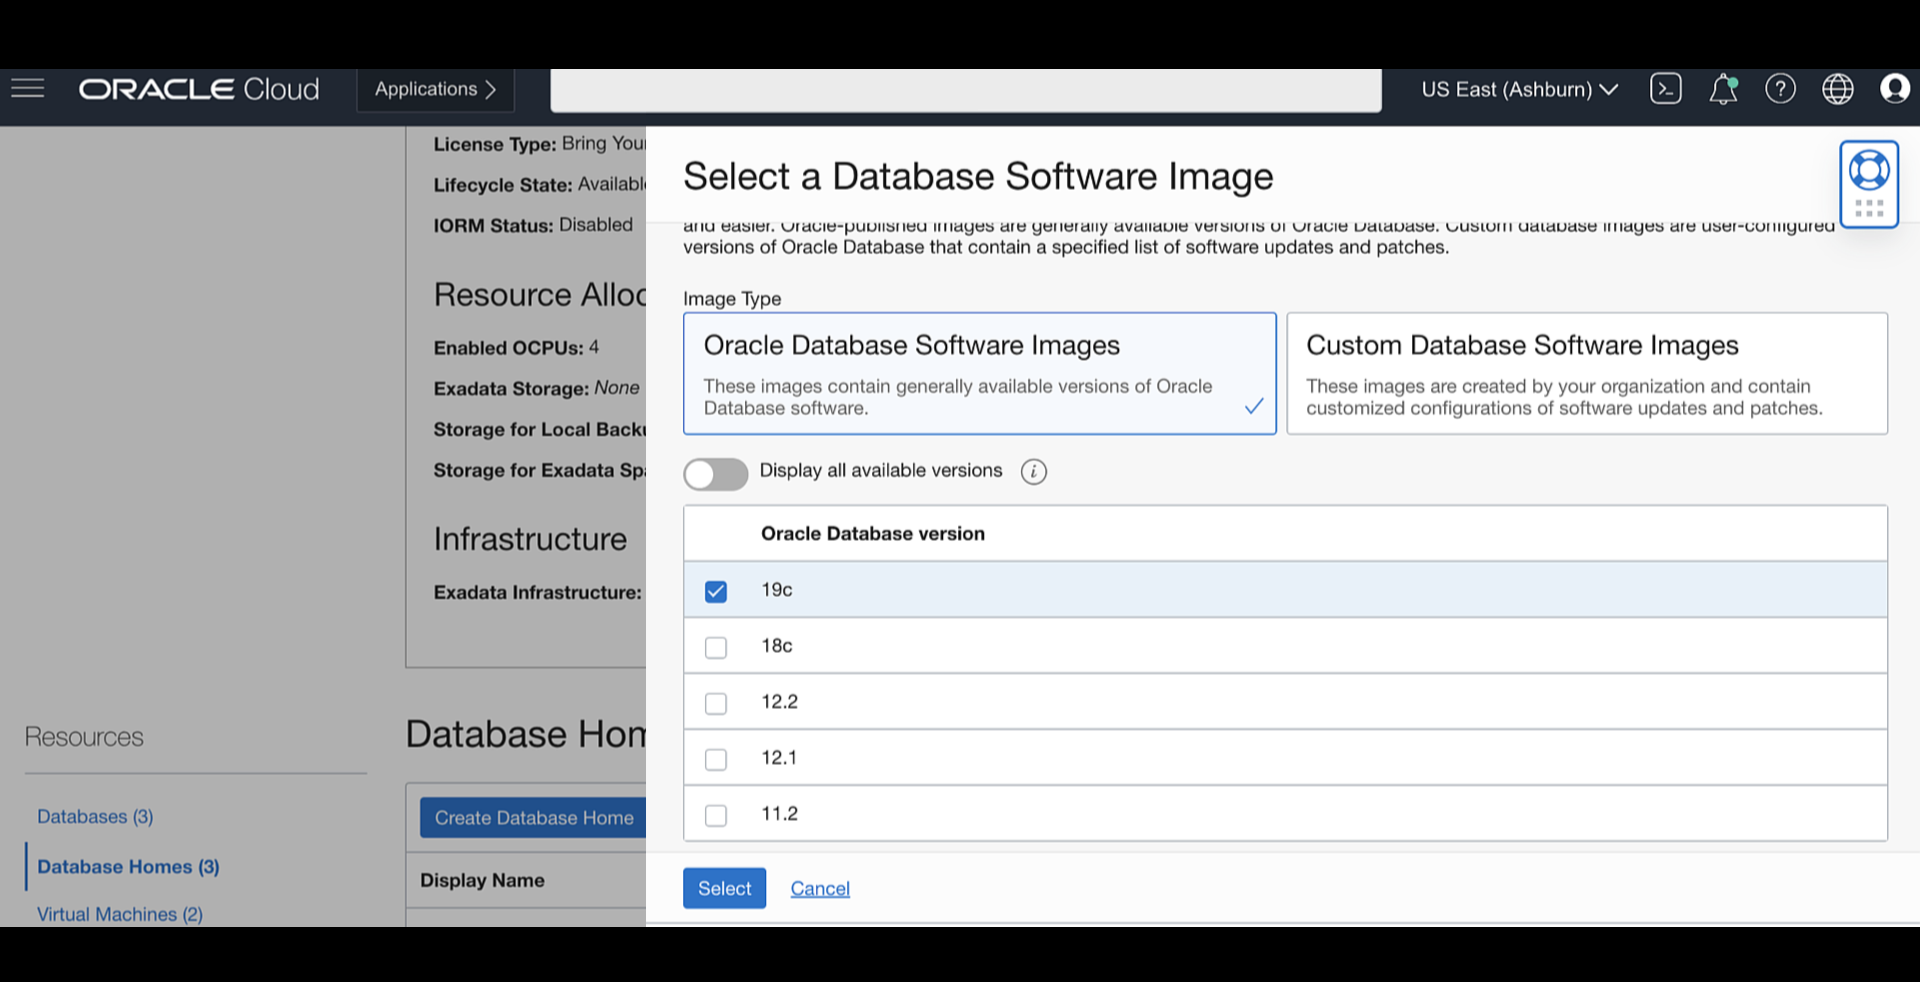 ORACLE Cloud
Applications
US East (Ashburn)
License Type: Bring You
Lifecycle State: Availabl
IORM Status: Disabled
Resource Alloc
Enabled OCPUs: 4
Exadata Storage: None
Storage for Local Back
Storage for Exadata Sp
Infrastructure
Exadata Infrastructure:
Resources
Databases (3)
Database Homes (3)
Virtual Machines (2)
Database Hom
Create Database Home
Display Name
Select a Database Software Image
and easier. Oracle-published images are generally available versions of Oracle Database. Custom database images are user-configured
versions of Oracle Database that contain a specified list of software updates and patches.
Image Type
Oracle Database Software Images
These images contain generally available versions of Oracle
Database software.
Custom Database Software Images
These images are created by your organization and contain
customized configurations of software updates and patches.
Display all available versions
Oracle Database version
19c
18c
12.2
12.1
11.2
Select
Cancel